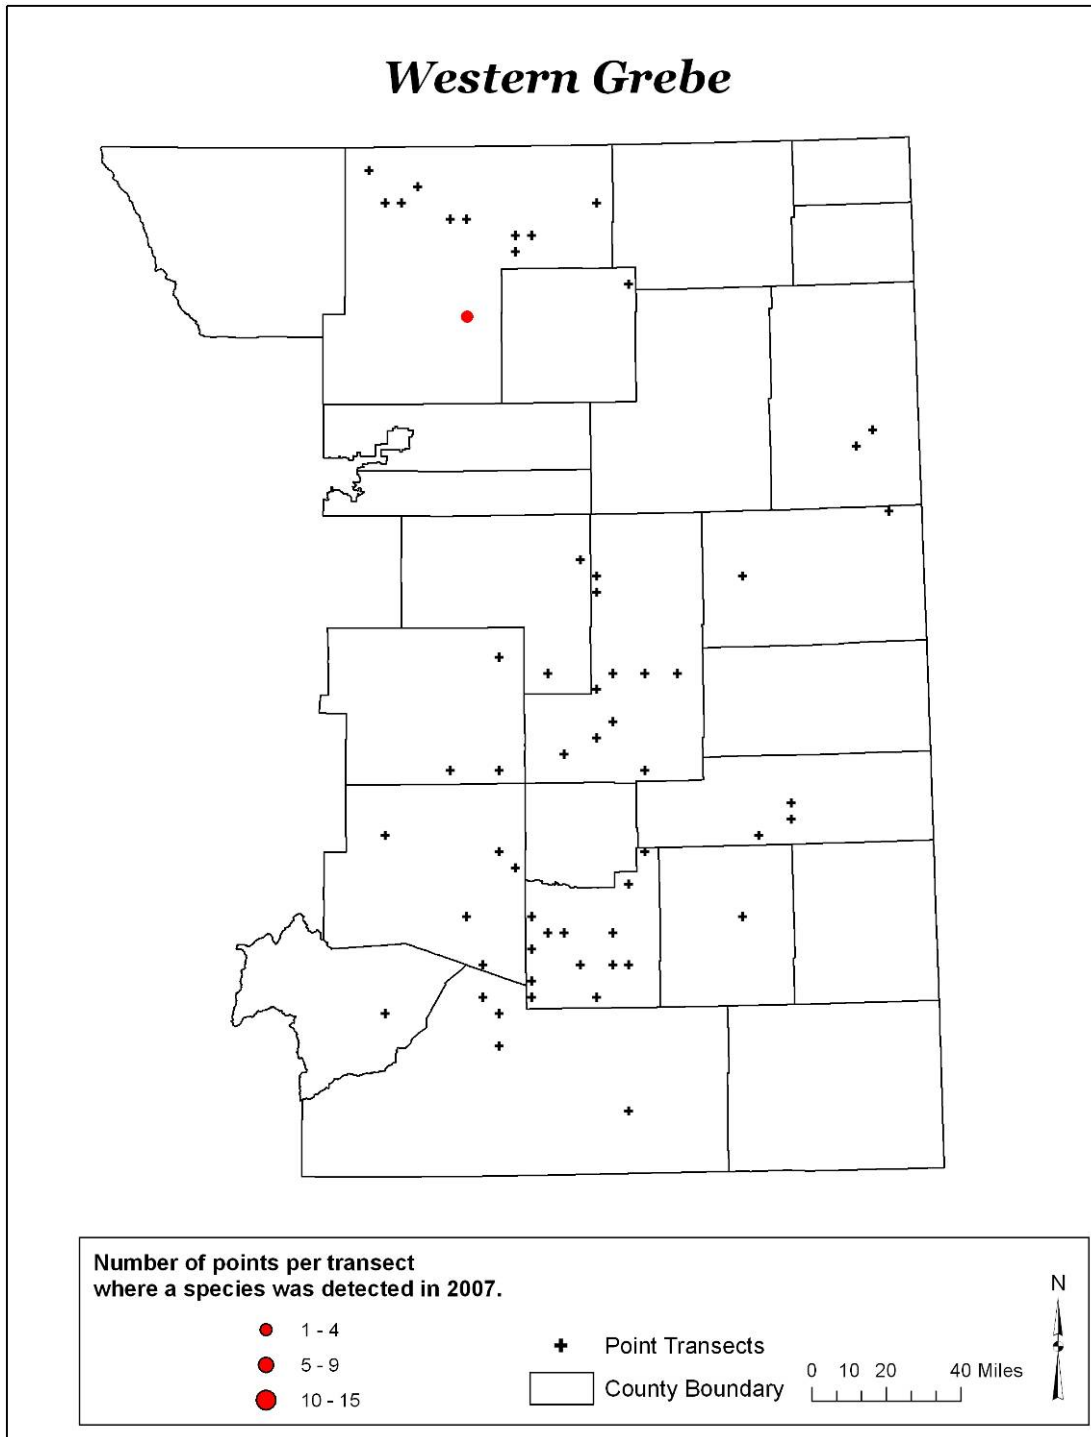 Western Grebe
Number of points per transect
where a species was detected in 2007.
1 - 4
5 - 9
10 - 15
Point Transects
County Boundary
N
0 10 20 40 Miles